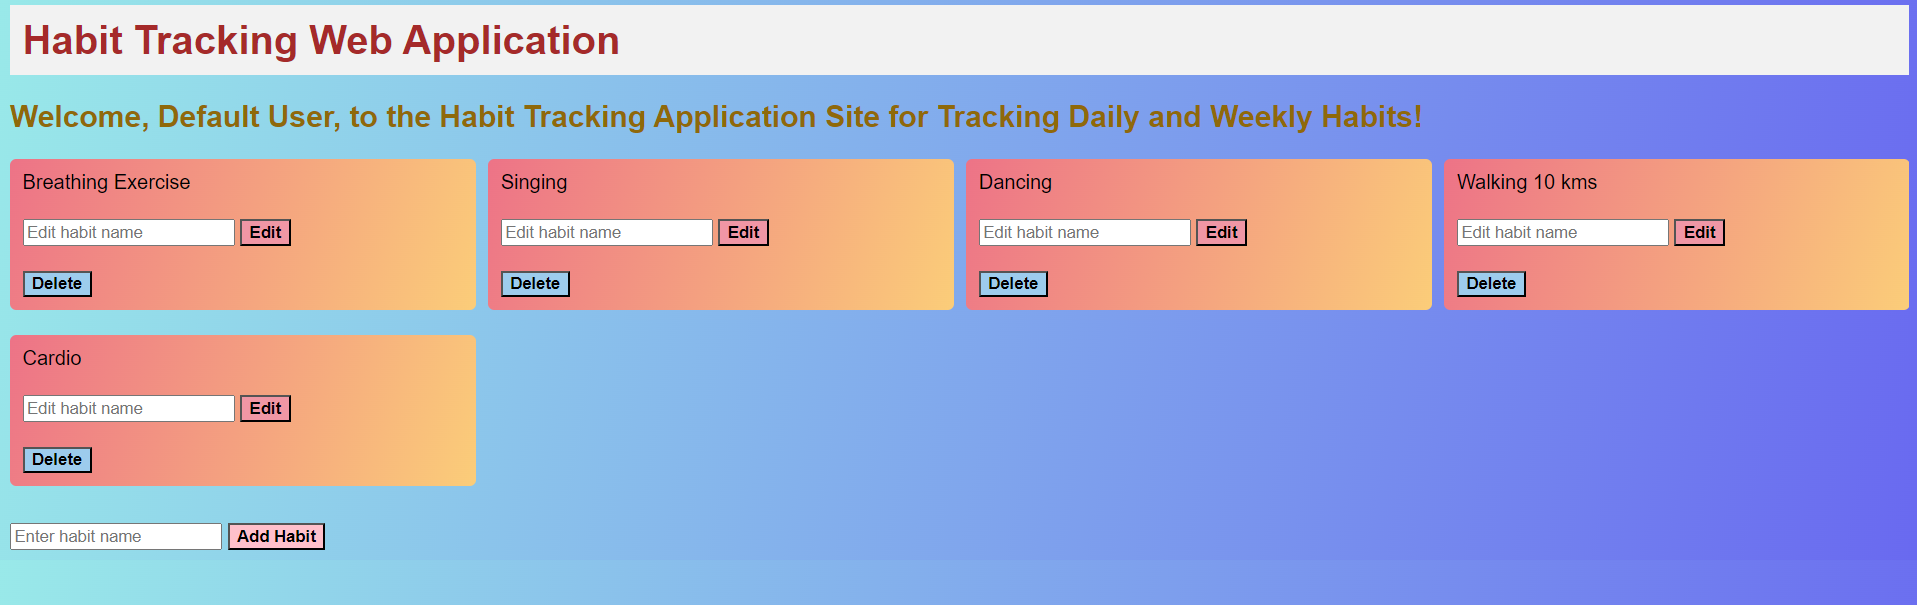 Habit Tracking Web Application
Welcome, Default User, to the Habit Tracking Application Site for Tracking Daily and Weekly Habits!
Breathing Exercise
Edit habit name Edit
Delete
Singing
Edit habit name Edit
Delete
Dancing
Edit habit name Edit
Delete
Walking 10 kms
Edit habit name Edit
Delete
Cardio
Edit habit name Edit
Delete
Enter habit name Add Habit